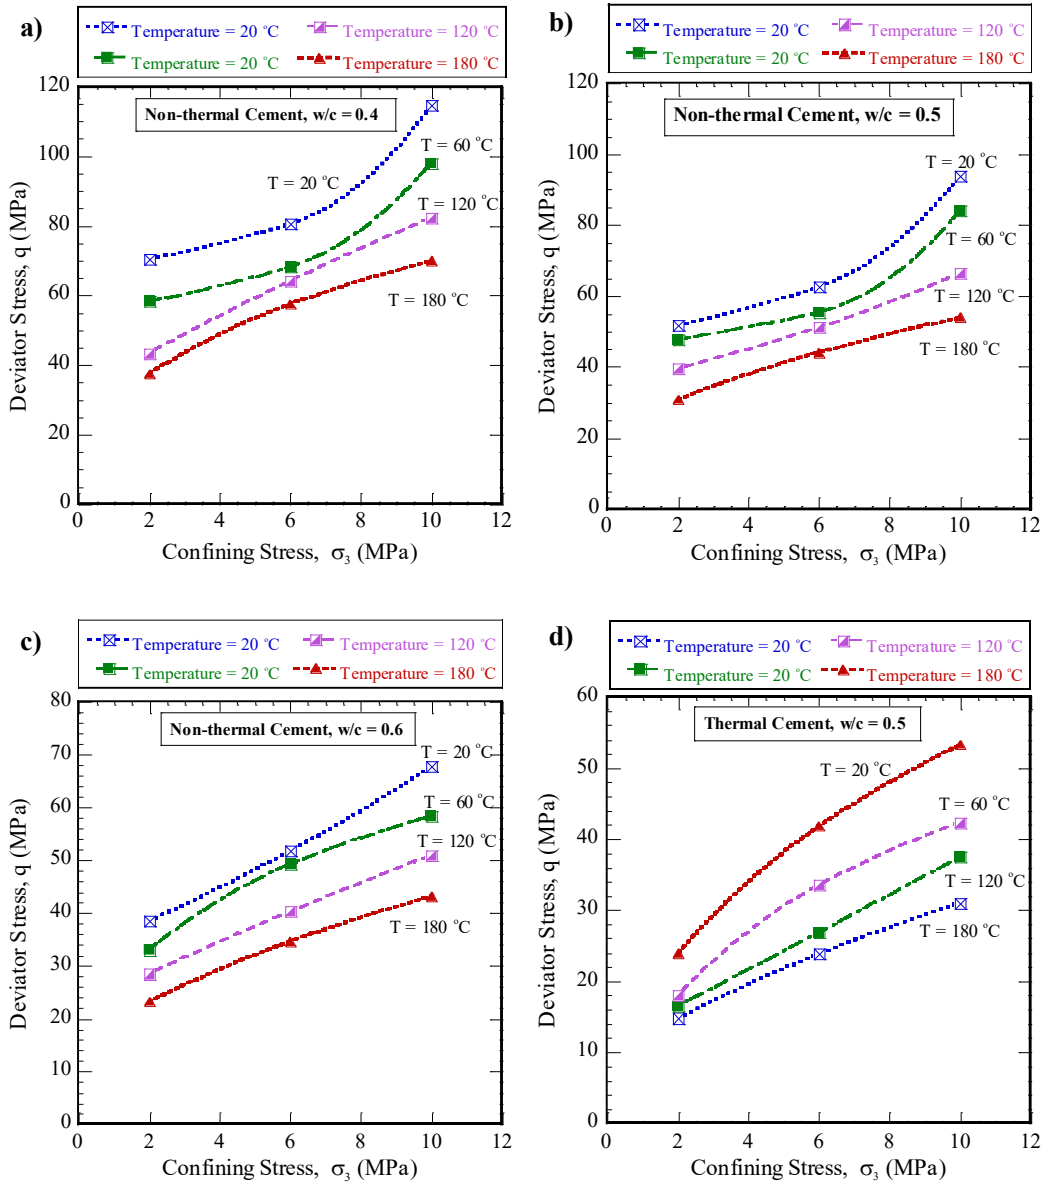 a)
Temperature = 20 °C
Temperature = 120 °C
Temperature = 20 °C
Temperature = 180 °C
Non-thermal Cement, w/c = 0.4
T = 60 °C
T = 20 °C
T = 120 °C
T = 180 °C
120
100
80
60
40
20
0
Deviator Stress, q (MPa)
0 2 4 6 8 10 12
Confining Stress, σ₃ (MPa)
b)
Temperature = 20 °C
Temperature = 120 °C
Temperature = 20 °C
Temperature = 180 °C
Non-thermal Cement, w/c = 0.5
T = 20 °C
T = 60 °C
T = 120 °C
T = 180 °C
120
100
80
60
40
20
0
Deviator Stress, q (MPa)
0 2 4 6 8 10 12
Confining Stress, σ₃ (MPa)
c)
Temperature = 20 °C
Temperature = 120 °C
Temperature = 20 °C
Temperature = 180 °C
Non-thermal Cement, w/c = 0.6
T = 20 °C
T = 60 °C
T = 120 °C
T = 180 °C
80
70
60
50
40
30
20
10
0
Deviator Stress, q (MPa)
0 2 4 6 8 10 12
Confining Stress, σ₃ (MPa)
d)
Temperature = 20 °C
Temperature = 120 °C
Temperature = 20 °C
Temperature = 180 °C
Thermal Cement, w/c = 0.5
T = 20 °C
T = 60 °C
T = 120 °C
T = 180 °C
60
50
40
30
20
10
0
Deviator Stress, q (MPa)
0 2 4 6 8 10 12
Confining Stress, σ₃ (MPa)